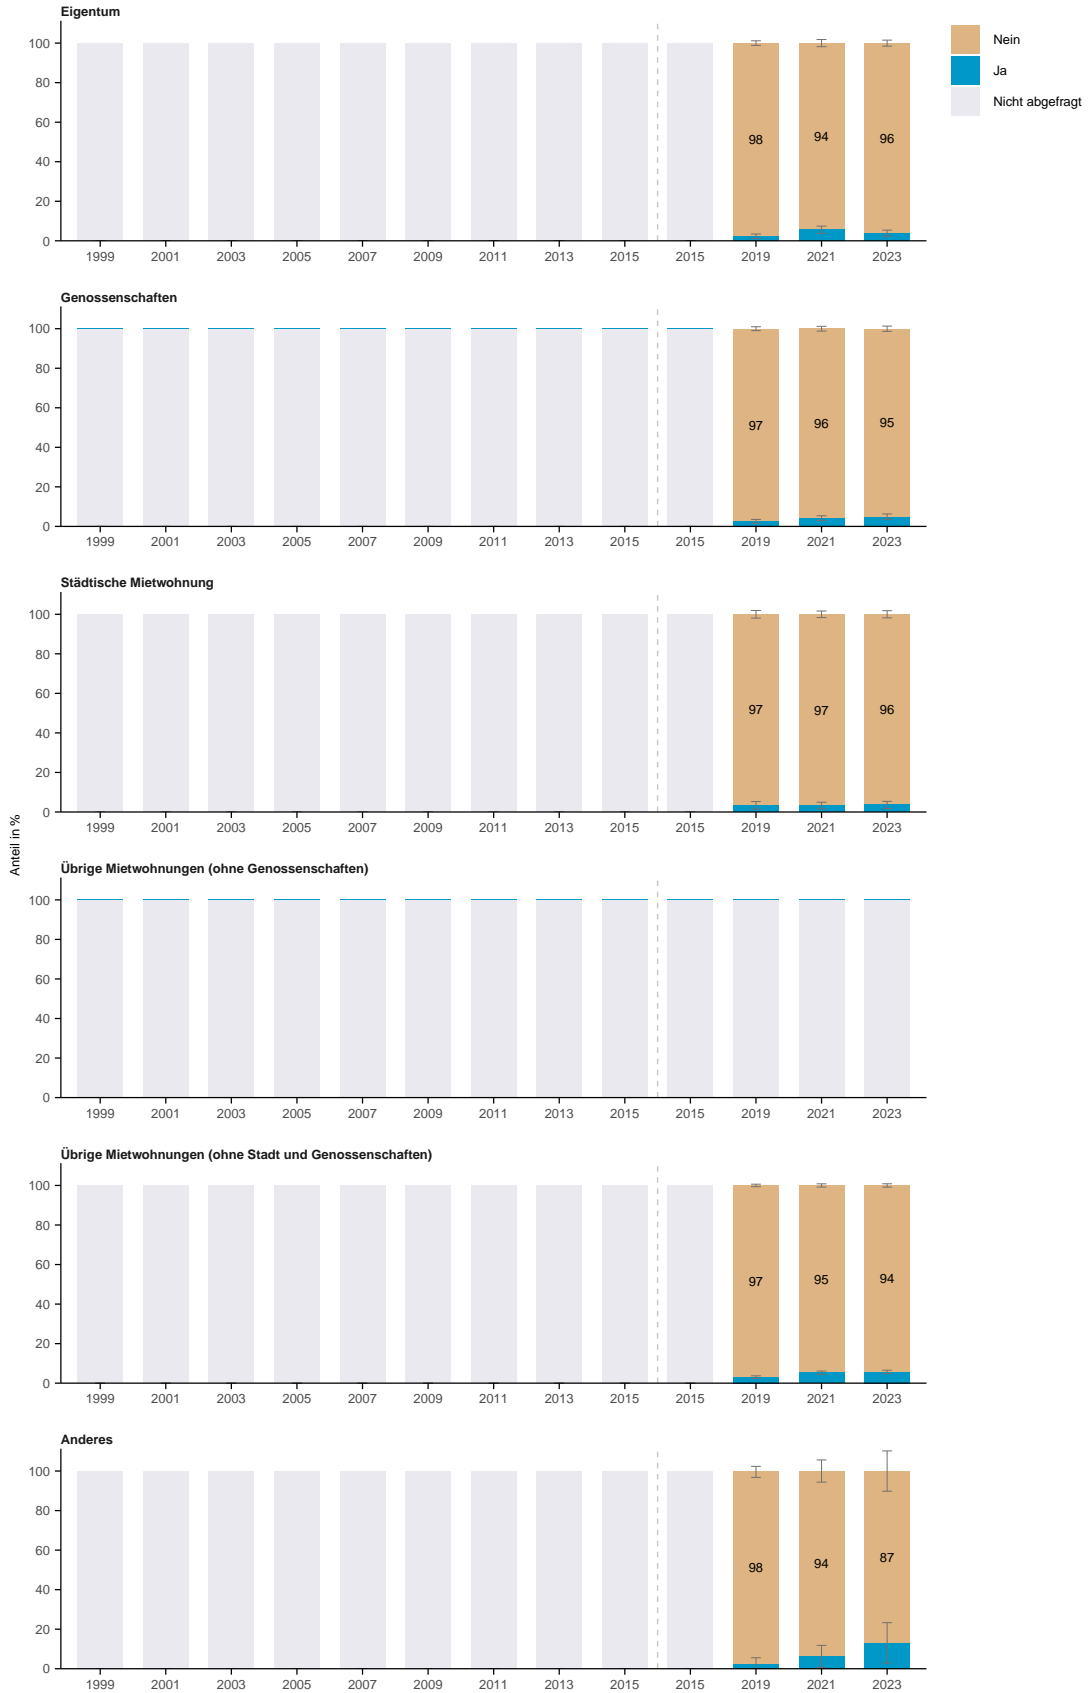 Eigentum
Nein
Ja
Nicht abgefragt
100
80
60
40
20
0
98 94 96
1999 2001 2003 2005 2007 2009 2011 2013 2015 2015 2019 2021 2023
Genossenschaften
100
80
60
40
20
0
97 96 95
1999 2001 2003 2005 2007 2009 2011 2013 2015 2015 2019 2021 2023
Städtische Mietwohnung
100
80
60
40
20
0
97 97 96
1999 2001 2003 2005 2007 2009 2011 2013 2015 2015 2019 2021 2023
Anteil in %
Übrige Mietwohnungen (ohne Genossenschaften)
100
80
60
40
20
0
1999 2001 2003 2005 2007 2009 2011 2013 2015 2015 2019 2021 2023
Übrige Mietwohnungen (ohne Stadt und Genossenschaften)
100
80
60
40
20
0
97 95 94
1999 2001 2003 2005 2007 2009 2011 2013 2015 2015 2019 2021 2023
Anderes
100
80
60
40
20
0
98 94 87
1999 2001 2003 2005 2007 2009 2011 2013 2015 2015 2019 2021 2023